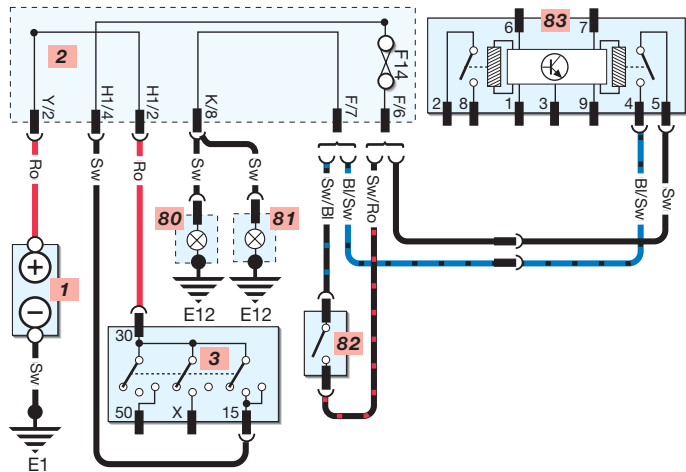 2
F14
83
6
7
2
8
1
3
9
4
5
Y/2
H1/4
H1/2
K/8
F/7
F/6
Ro
Sw
Ro
Sw
Sw
Sw/Bl
Bl/Sw
Sw/Ro
Bl/Sw
Sw
80
81
+
−
1
E12
E12
30
3
82
Sw
50
X
15
E1